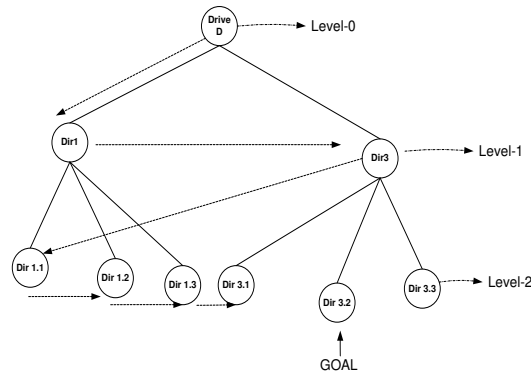 Drive
D
Level-0
Dir1
Dir3
Level-1
Dir 1.1
Dir 1.2
Dir 1.3
Dir 3.1
Dir 3.2
Dir 3.3
Level-2
GOAL